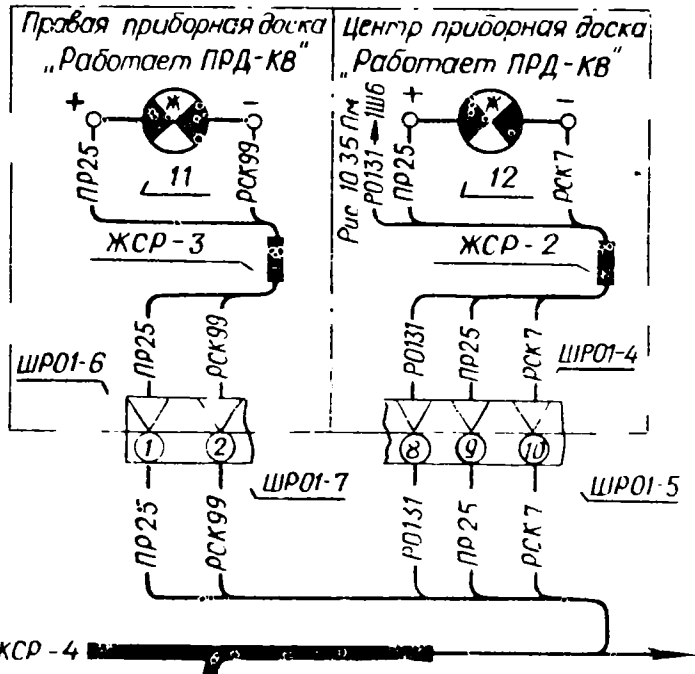 Правая приборная доска
„Работает ПРД-КВ"
Центр приборная доска
„Работает ПРД-КВ"
+
Ж
-
ПР25
11
РСК99
ЖСР-3
Рис 10 35 Пм
РО131
1Ш6
+
Ж
-
ПР25
12
РСК7
ЖСР-2
ШР01-6
ПР25
РСК99
РО131
ПР25
РСК7
ШР01-4
1
2
8
9
10
ШР01-7
ШР01-5
ПР25
РСК99
РО131
ПР25
РСК7
КСР-4